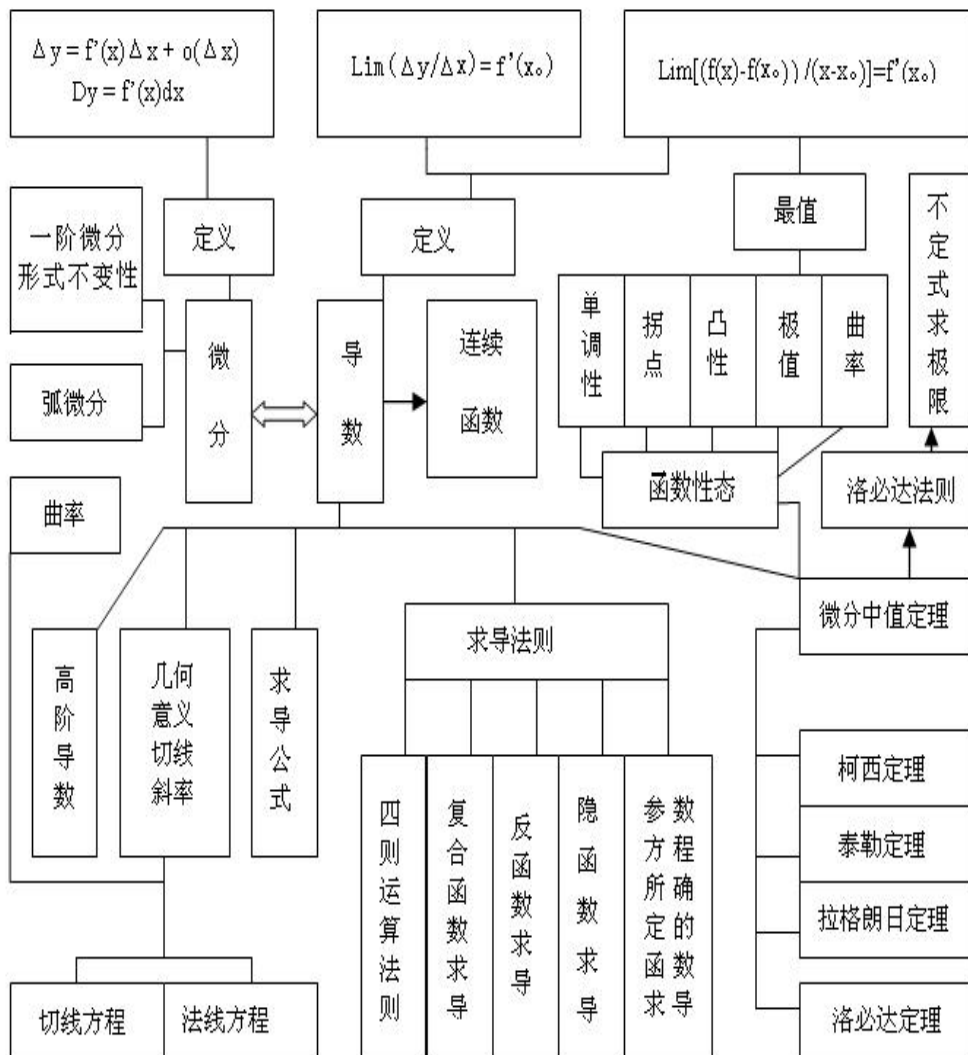 Δy = f'(x)Δx + o(Δx)
Dy = f'(x)dx
Lim(Δy/Δx)=f'(x₀)
Lim[(f(x)-f(x₀))/(x-x₀)]=f'(x₀)
一阶微分
形式不变性
定义
定义
最值
不定式求极限
弧微分
微分
导数
连续
函数
单调性
拐点
凸性
极值
曲率
曲率
函数性态
洛必达法则
微分中值定理
高阶导数
几何
意义
切线
斜率
求导公式
求导法则
四则运算法则
复合函数求导
反函数求导
隐函数求导
参数
方程
所确
定的
函数
求导
柯西定理
泰勒定理
拉格朗日定理
洛必达定理
切线方程
法线方程